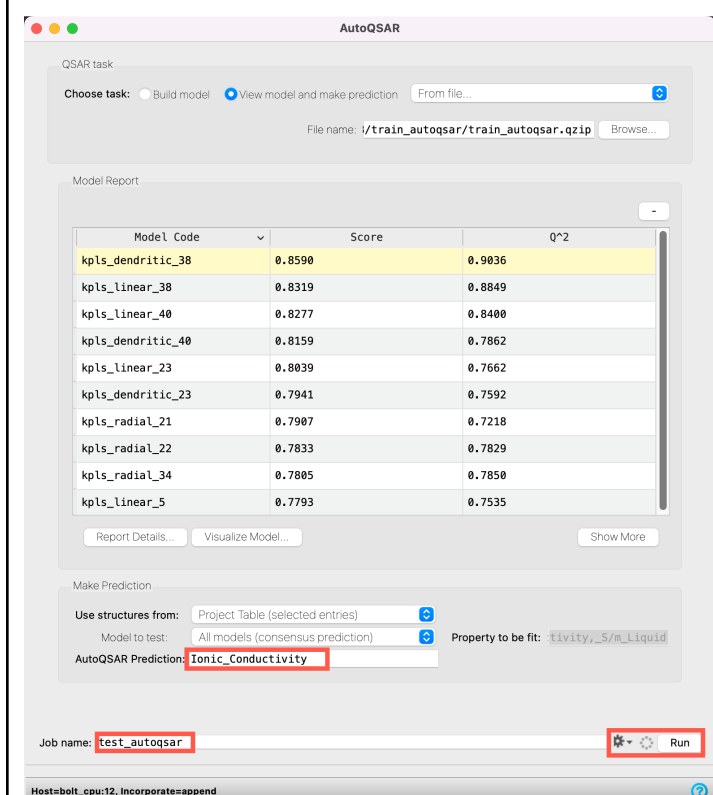 AutoQSAR
QSAR task
Choose task: Build model View model and make prediction From file...
File name: /train_autoqsar/train_autoqsar.qzip Browse...
Model Report
-
Model Code Score Q^2
kpls_dendritic_38 0.8590 0.9036
kpls_linear_38 0.8319 0.8849
kpls_linear_40 0.8277 0.8400
kpls_dendritic_40 0.8159 0.7862
kpls_linear_23 0.8039 0.7662
kpls_dendritic_23 0.7941 0.7592
kpls_radial_21 0.7907 0.7218
kpls_radial_22 0.7833 0.7829
kpls_radial_34 0.7805 0.7850
kpls_linear_5 0.7793 0.7535
Report Details... Visualize Model... Show More
Make Prediction
Use structures from: Project Table (selected entries)
Model to test: All models (consensus prediction) Property to be fit: tivity,_S/m_Liquid
AutoQSAR Prediction: Ionic_Conductivity
Job name: test_autoqsar Run
Host=bolt_cpu:12, Incorporate=append ?